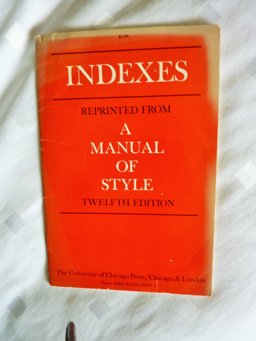 INDEXES
REPRINTED FROM
A
MANUAL
OF
STYLE
TWELFTH EDITION
The University of Chicago Press / Chicago & London